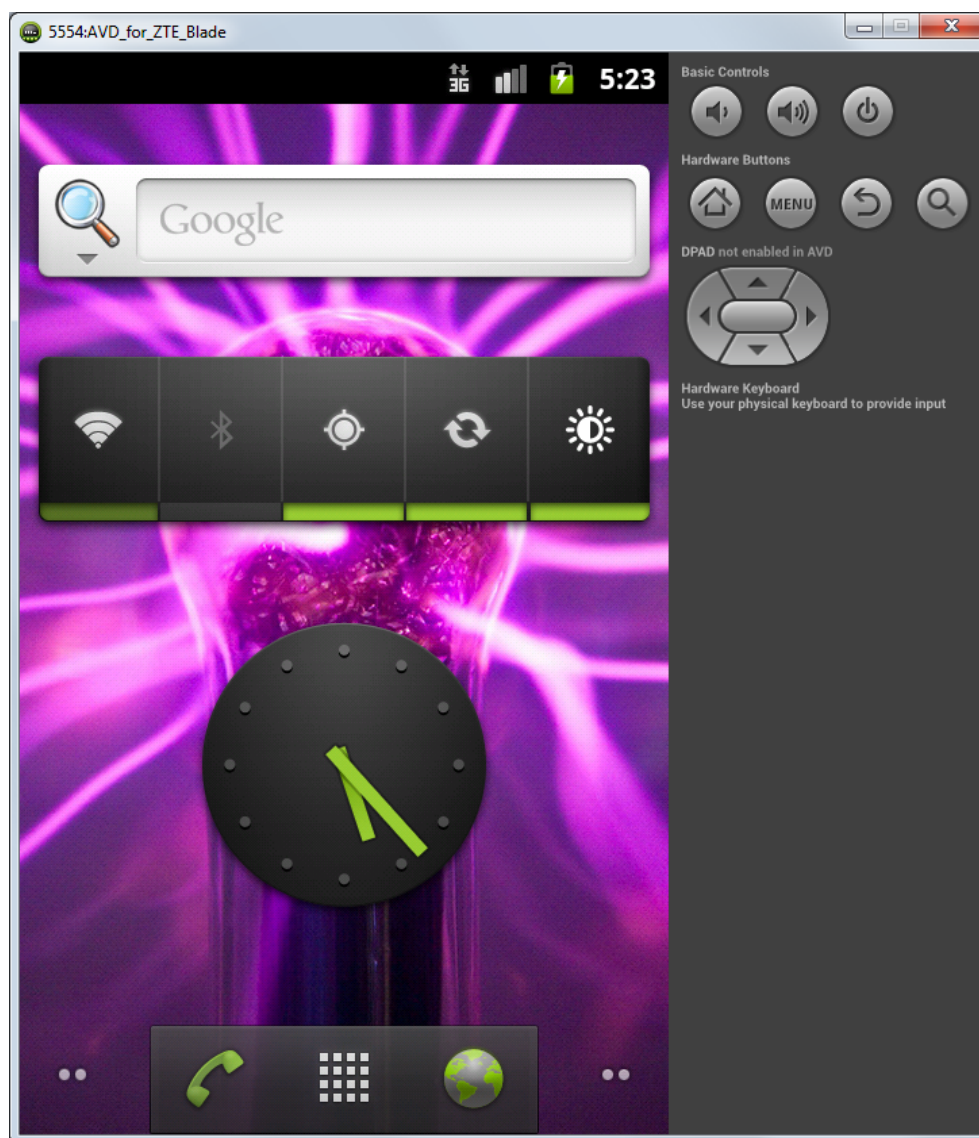 5554:AVD_for_ZTE_Blade
3G 5:23
Google
Basic Controls
Hardware Buttons
MENU
DPAD not enabled in AVD
Hardware Keyboard
Use your physical keyboard to provide input